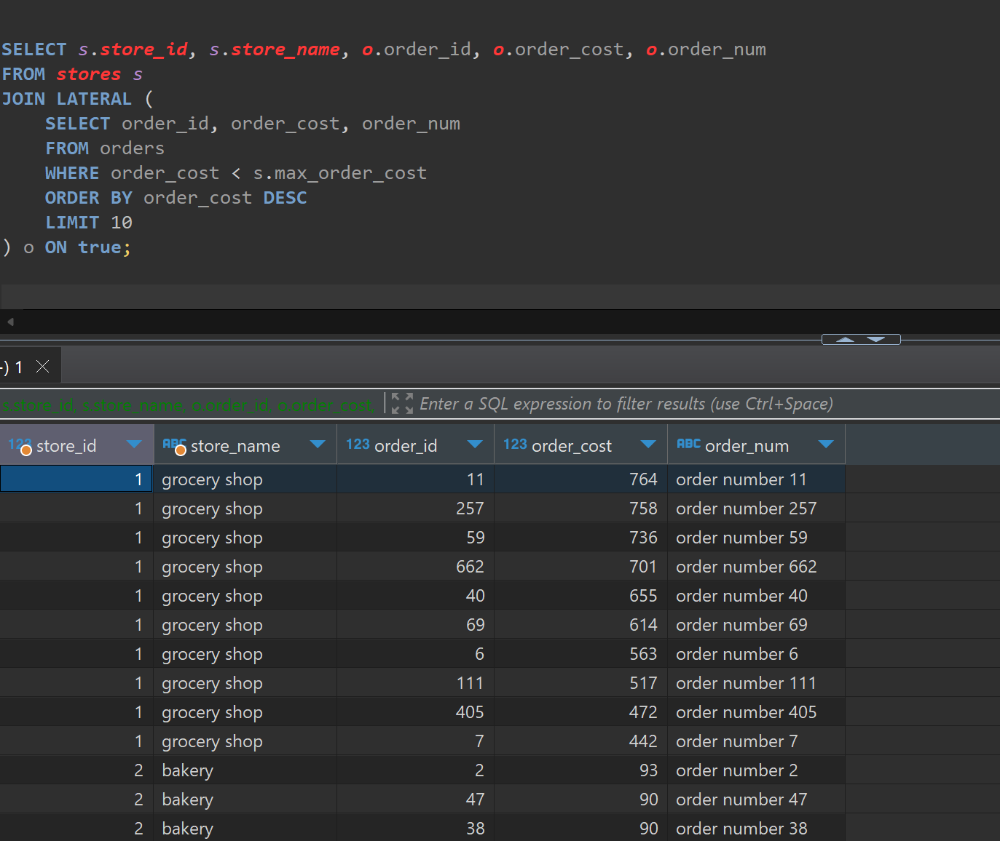 SELECT s.store_id, s.store_name, o.order_id, o.order_cost, o.order_num
FROM stores s
JOIN LATERAL (
SELECT order_id, order_cost, order_num
FROM orders
WHERE order_cost < s.max_order_cost
ORDER BY order_cost DESC
LIMIT 10
) o ON true;
-) 1
s.store_id, s.store_name, o.order_id, o.order_cost, Enter a SQL expression to filter results (use Ctrl+Space)
123 store_id ABC store_name 123 order_id 123 order_cost ABC order_num
1 grocery shop 11 764 order number 11
1 grocery shop 257 758 order number 257
1 grocery shop 59 736 order number 59
1 grocery shop 662 701 order number 662
1 grocery shop 40 655 order number 40
1 grocery shop 69 614 order number 69
1 grocery shop 6 563 order number 6
1 grocery shop 111 517 order number 111
1 grocery shop 405 472 order number 405
1 grocery shop 7 442 order number 7
2 bakery 2 93 order number 2
2 bakery 47 90 order number 47
2 bakery 38 90 order number 38